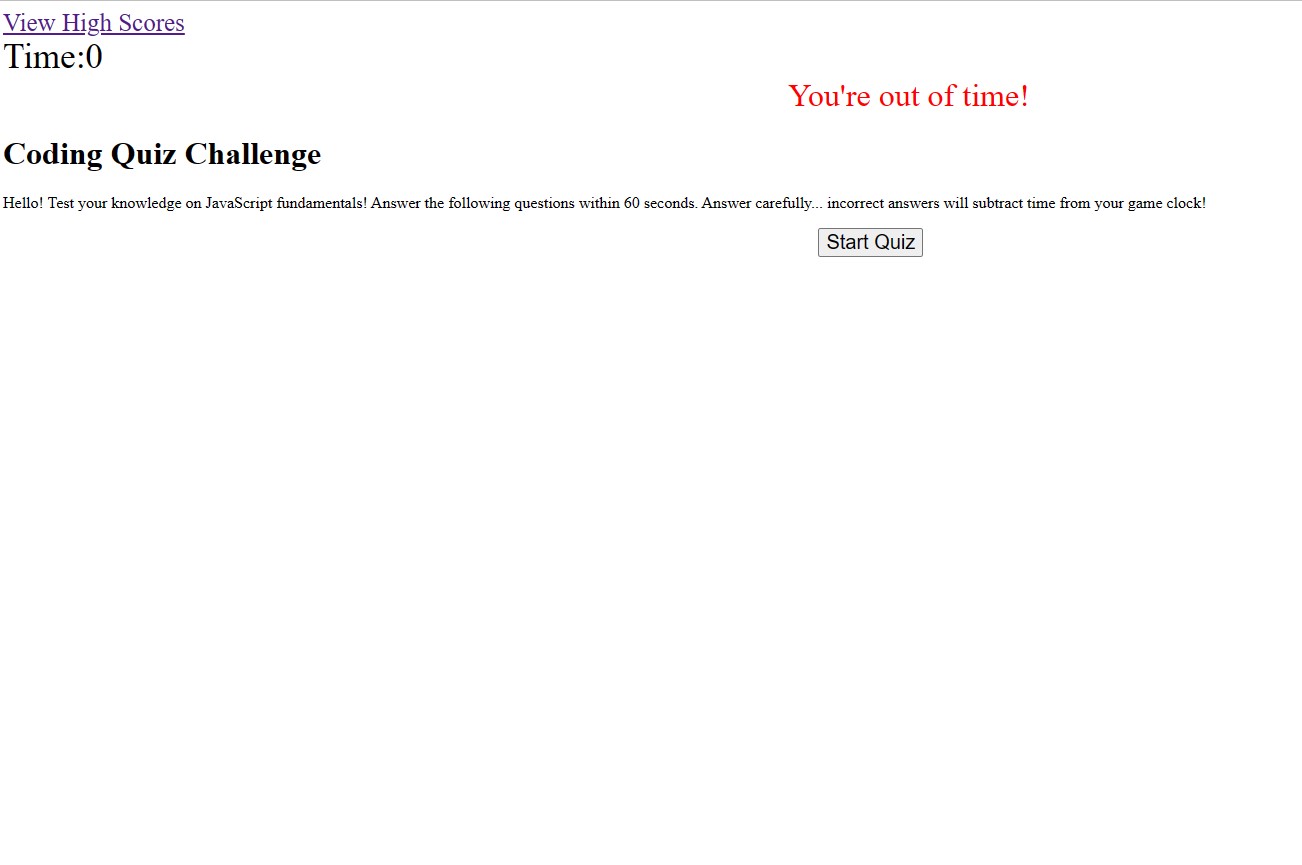 View High Scores
Time:0
You're out of time!
Coding Quiz Challenge
Hello! Test your knowledge on JavaScript fundamentals! Answer the following questions within 60 seconds. Answer carefully... incorrect answers will subtract time from your game clock!
Start Quiz